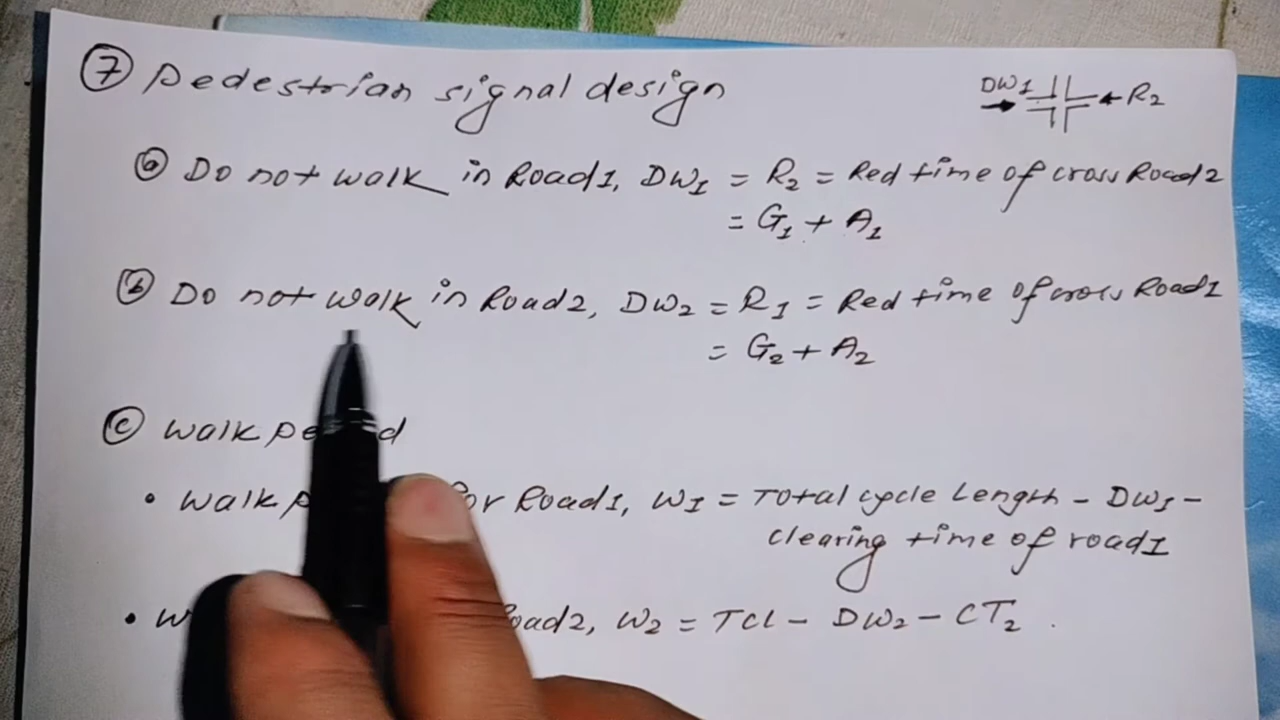 ⑦ Pedestrian signal design
DW1 R2
ⓐ Do not walk in Road1, DW1 = R2 = Red time of cross Road2
= G1 + A1
ⓑ Do not walk in Road2, DW2 = R1 = Red time of cross Road1
= G2 + A2
ⓒ walk
• walk for Road1, W1 = Total cycle Length - DW1 -
clearing time of road1
• W2 = TCL - DW2 - CT2 .